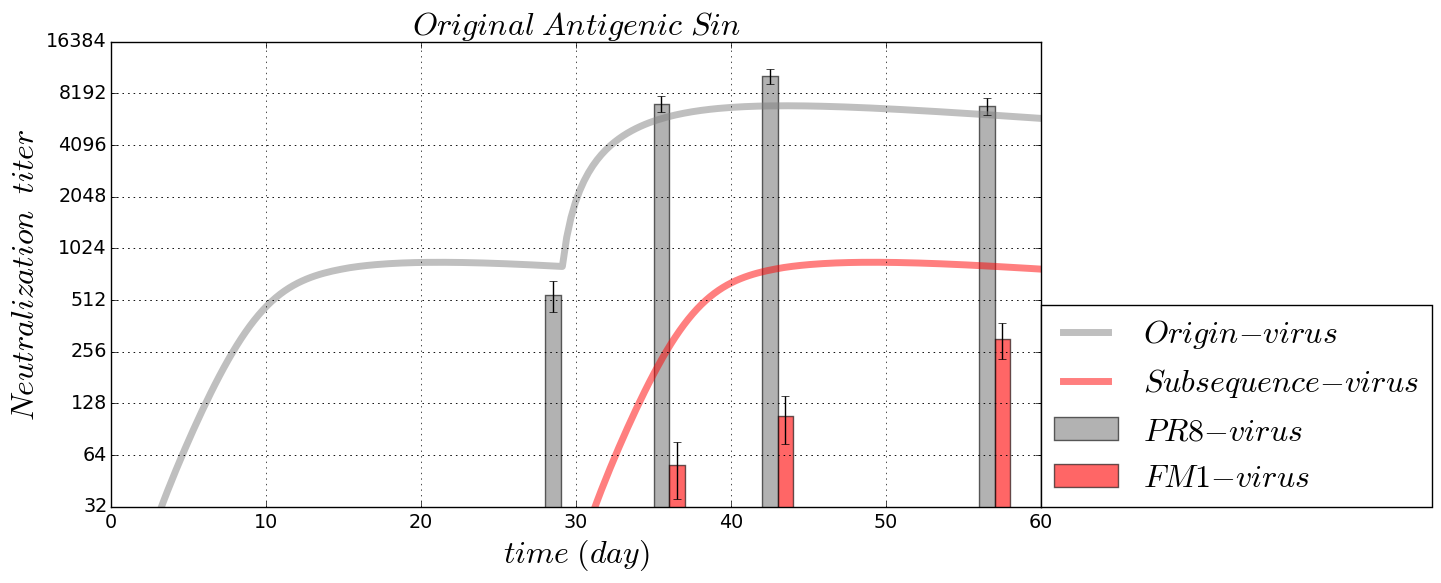 Original Antigenic Sin
Neutralization titer
16384
8192
4096
2048
1024
512
256
128
64
32
0 10 20 30 40 50 60
time (day)
Origin−virus
Subsequence−virus
PR8−virus
FM1−virus